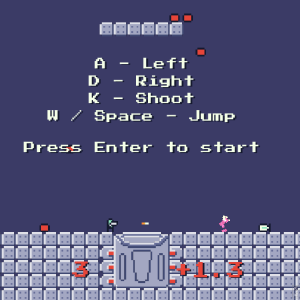 A - Left
D - Right
K - Shoot
W / Space - Jump
Press Enter to start
3 +1.3